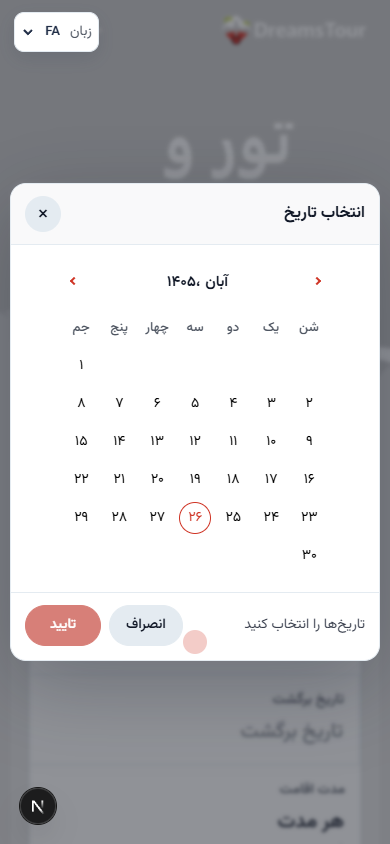 DreamsTour
زبان FA
تور و
انتخاب تاریخ ×
آبان ،۱۴۰۵
شن یک دو سه چهار پنج جم
۱
۲ ۳ ۴ ۵ ۶ ۷ ۸
۹ ۱۰ ۱۱ ۱۲ ۱۳ ۱۴ ۱۵
۱۶ ۱۷ ۱۸ ۱۹ ۲۰ ۲۱ ۲۲
۲۳ ۲۴ ۲۵ ۲۶ ۲۷ ۲۸ ۲۹
۳۰
تاریخ‌ها را انتخاب کنید انصراف تایید
تاریخ برگشت
تاریخ برگشت
مدت اقامت
هر مدت
N